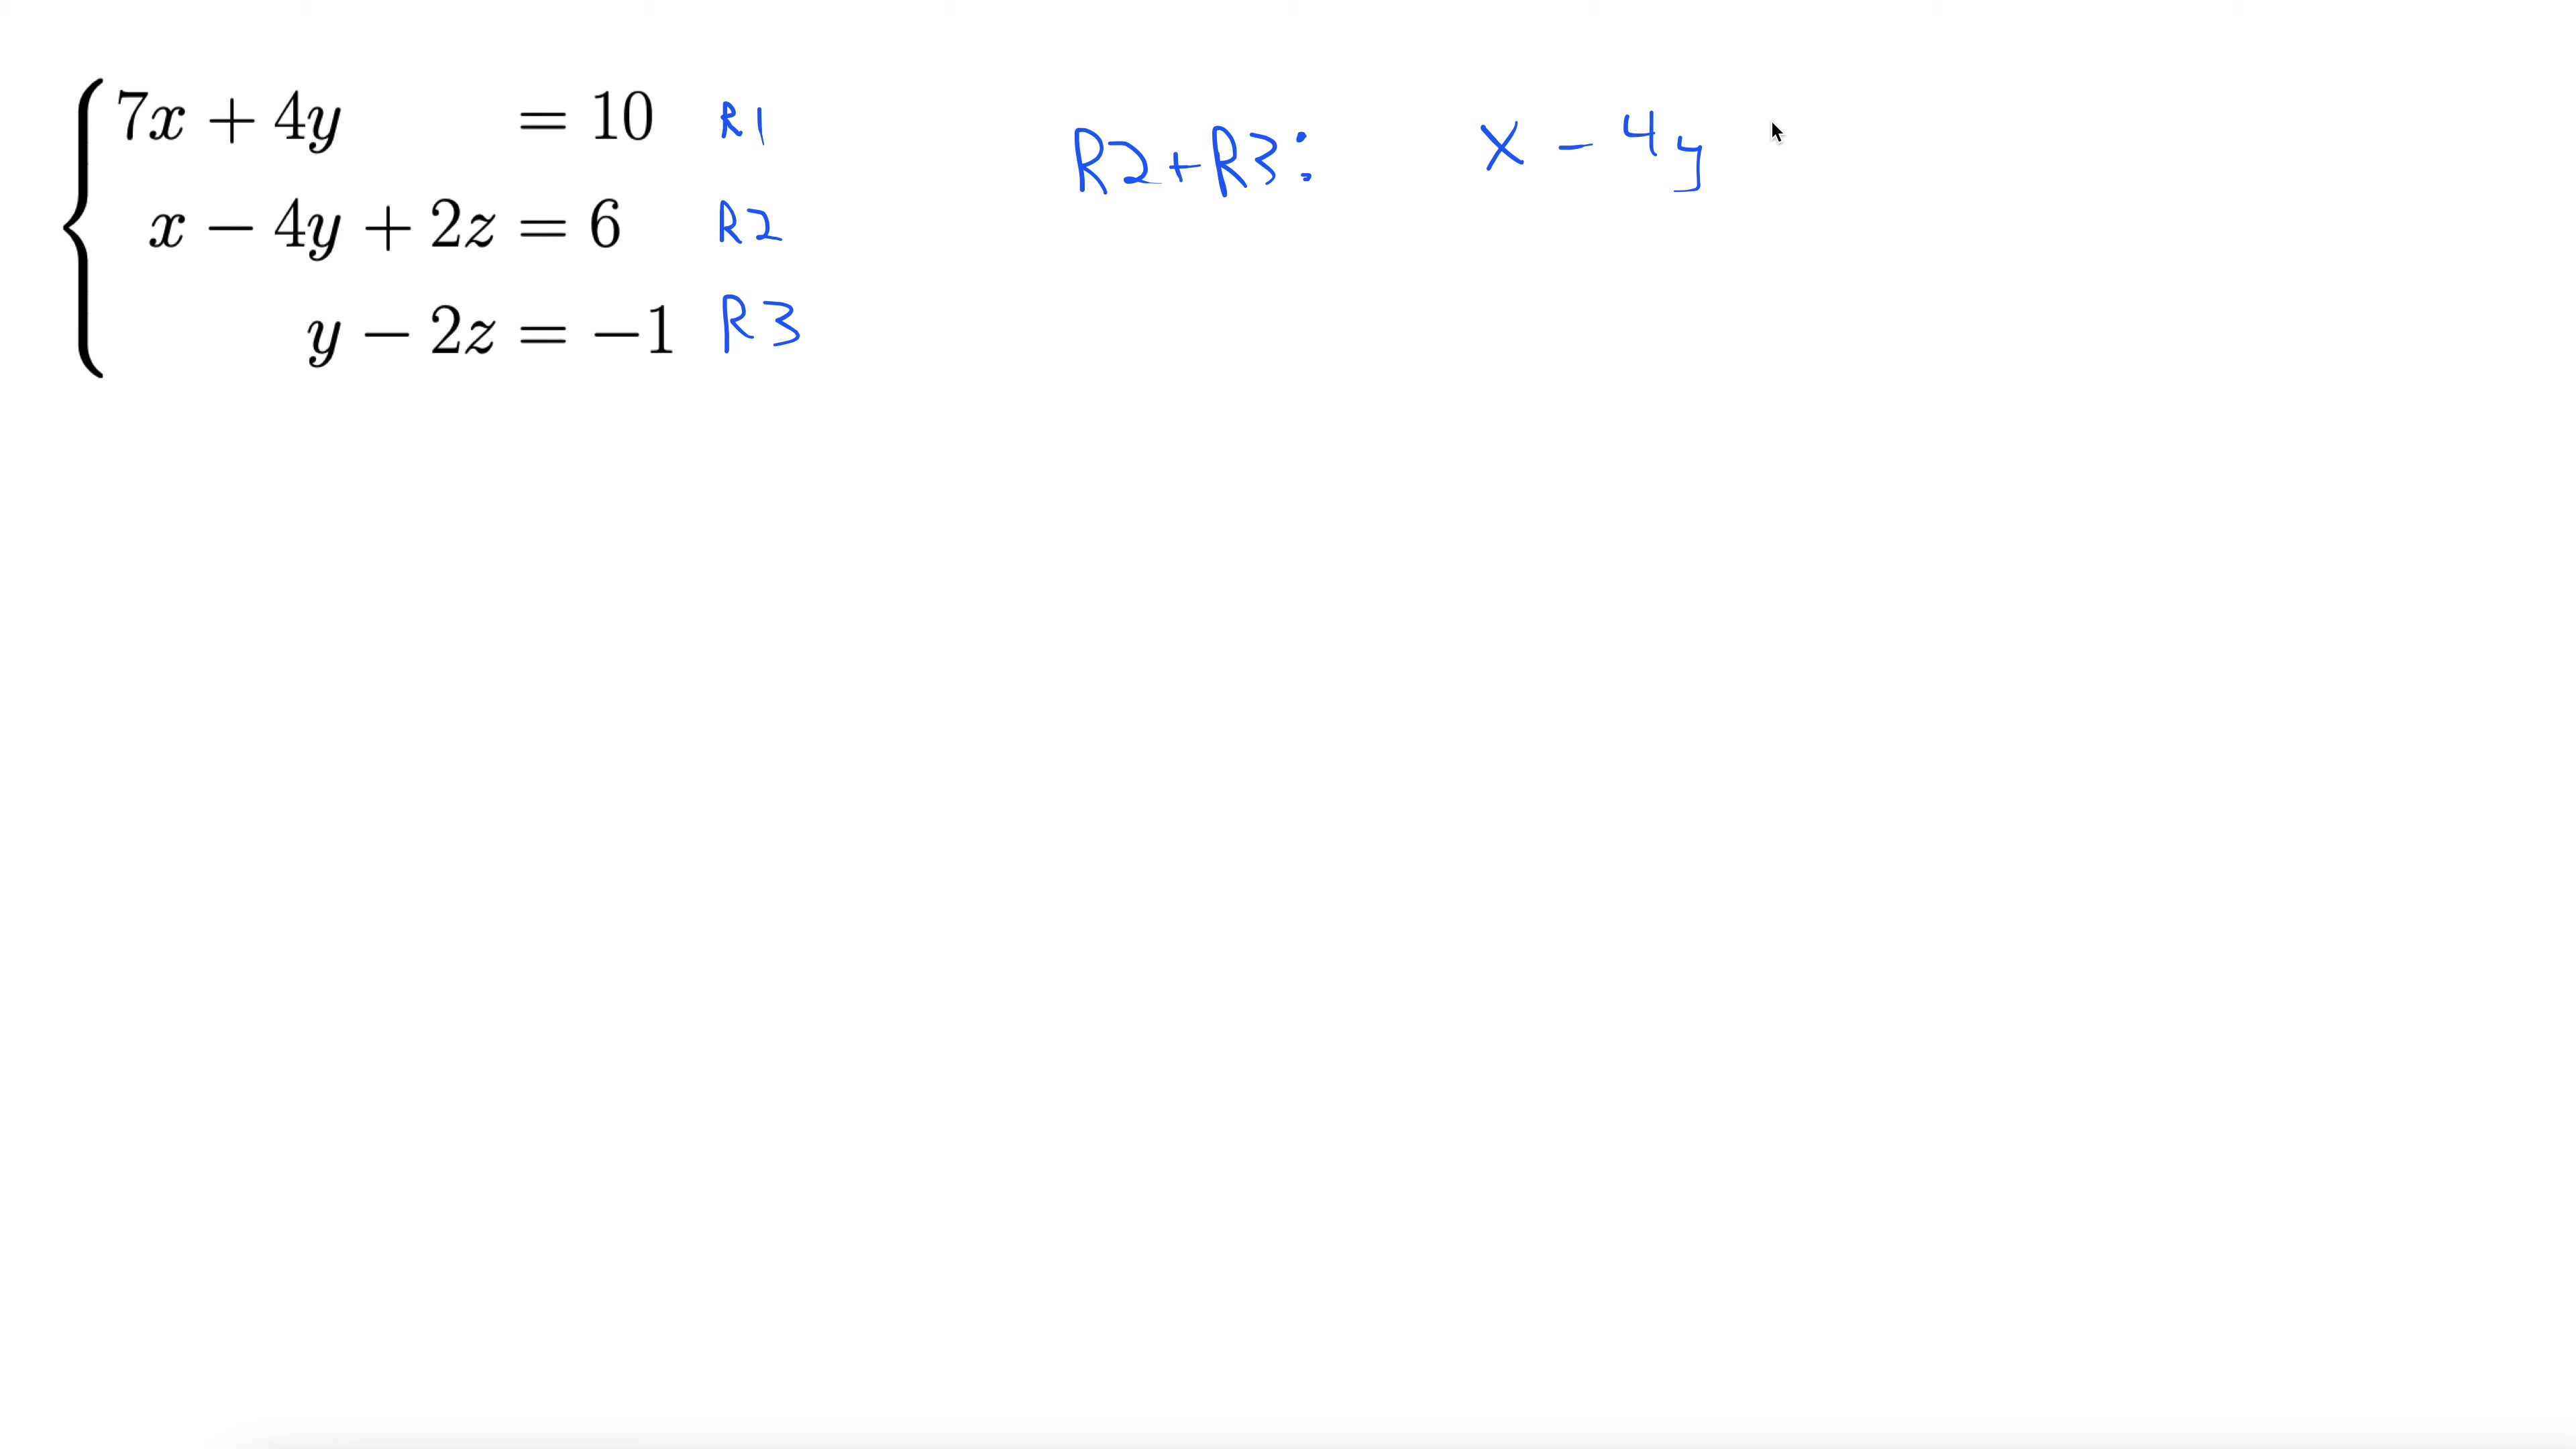 7x + 4y = 10 R1
x − 4y + 2z = 6 R2
y − 2z = −1 R3
R2+R3: x − 4y